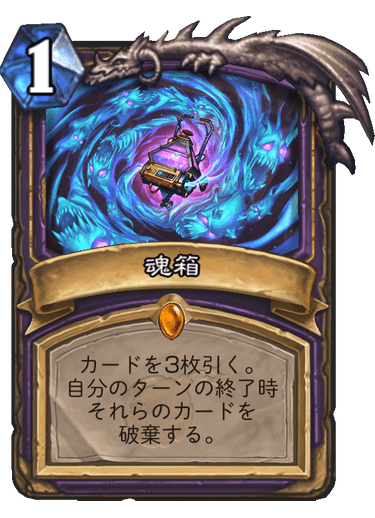 1
魂箱
カードを3枚引く。
自分のターンの終了時
それらのカードを
破棄する。